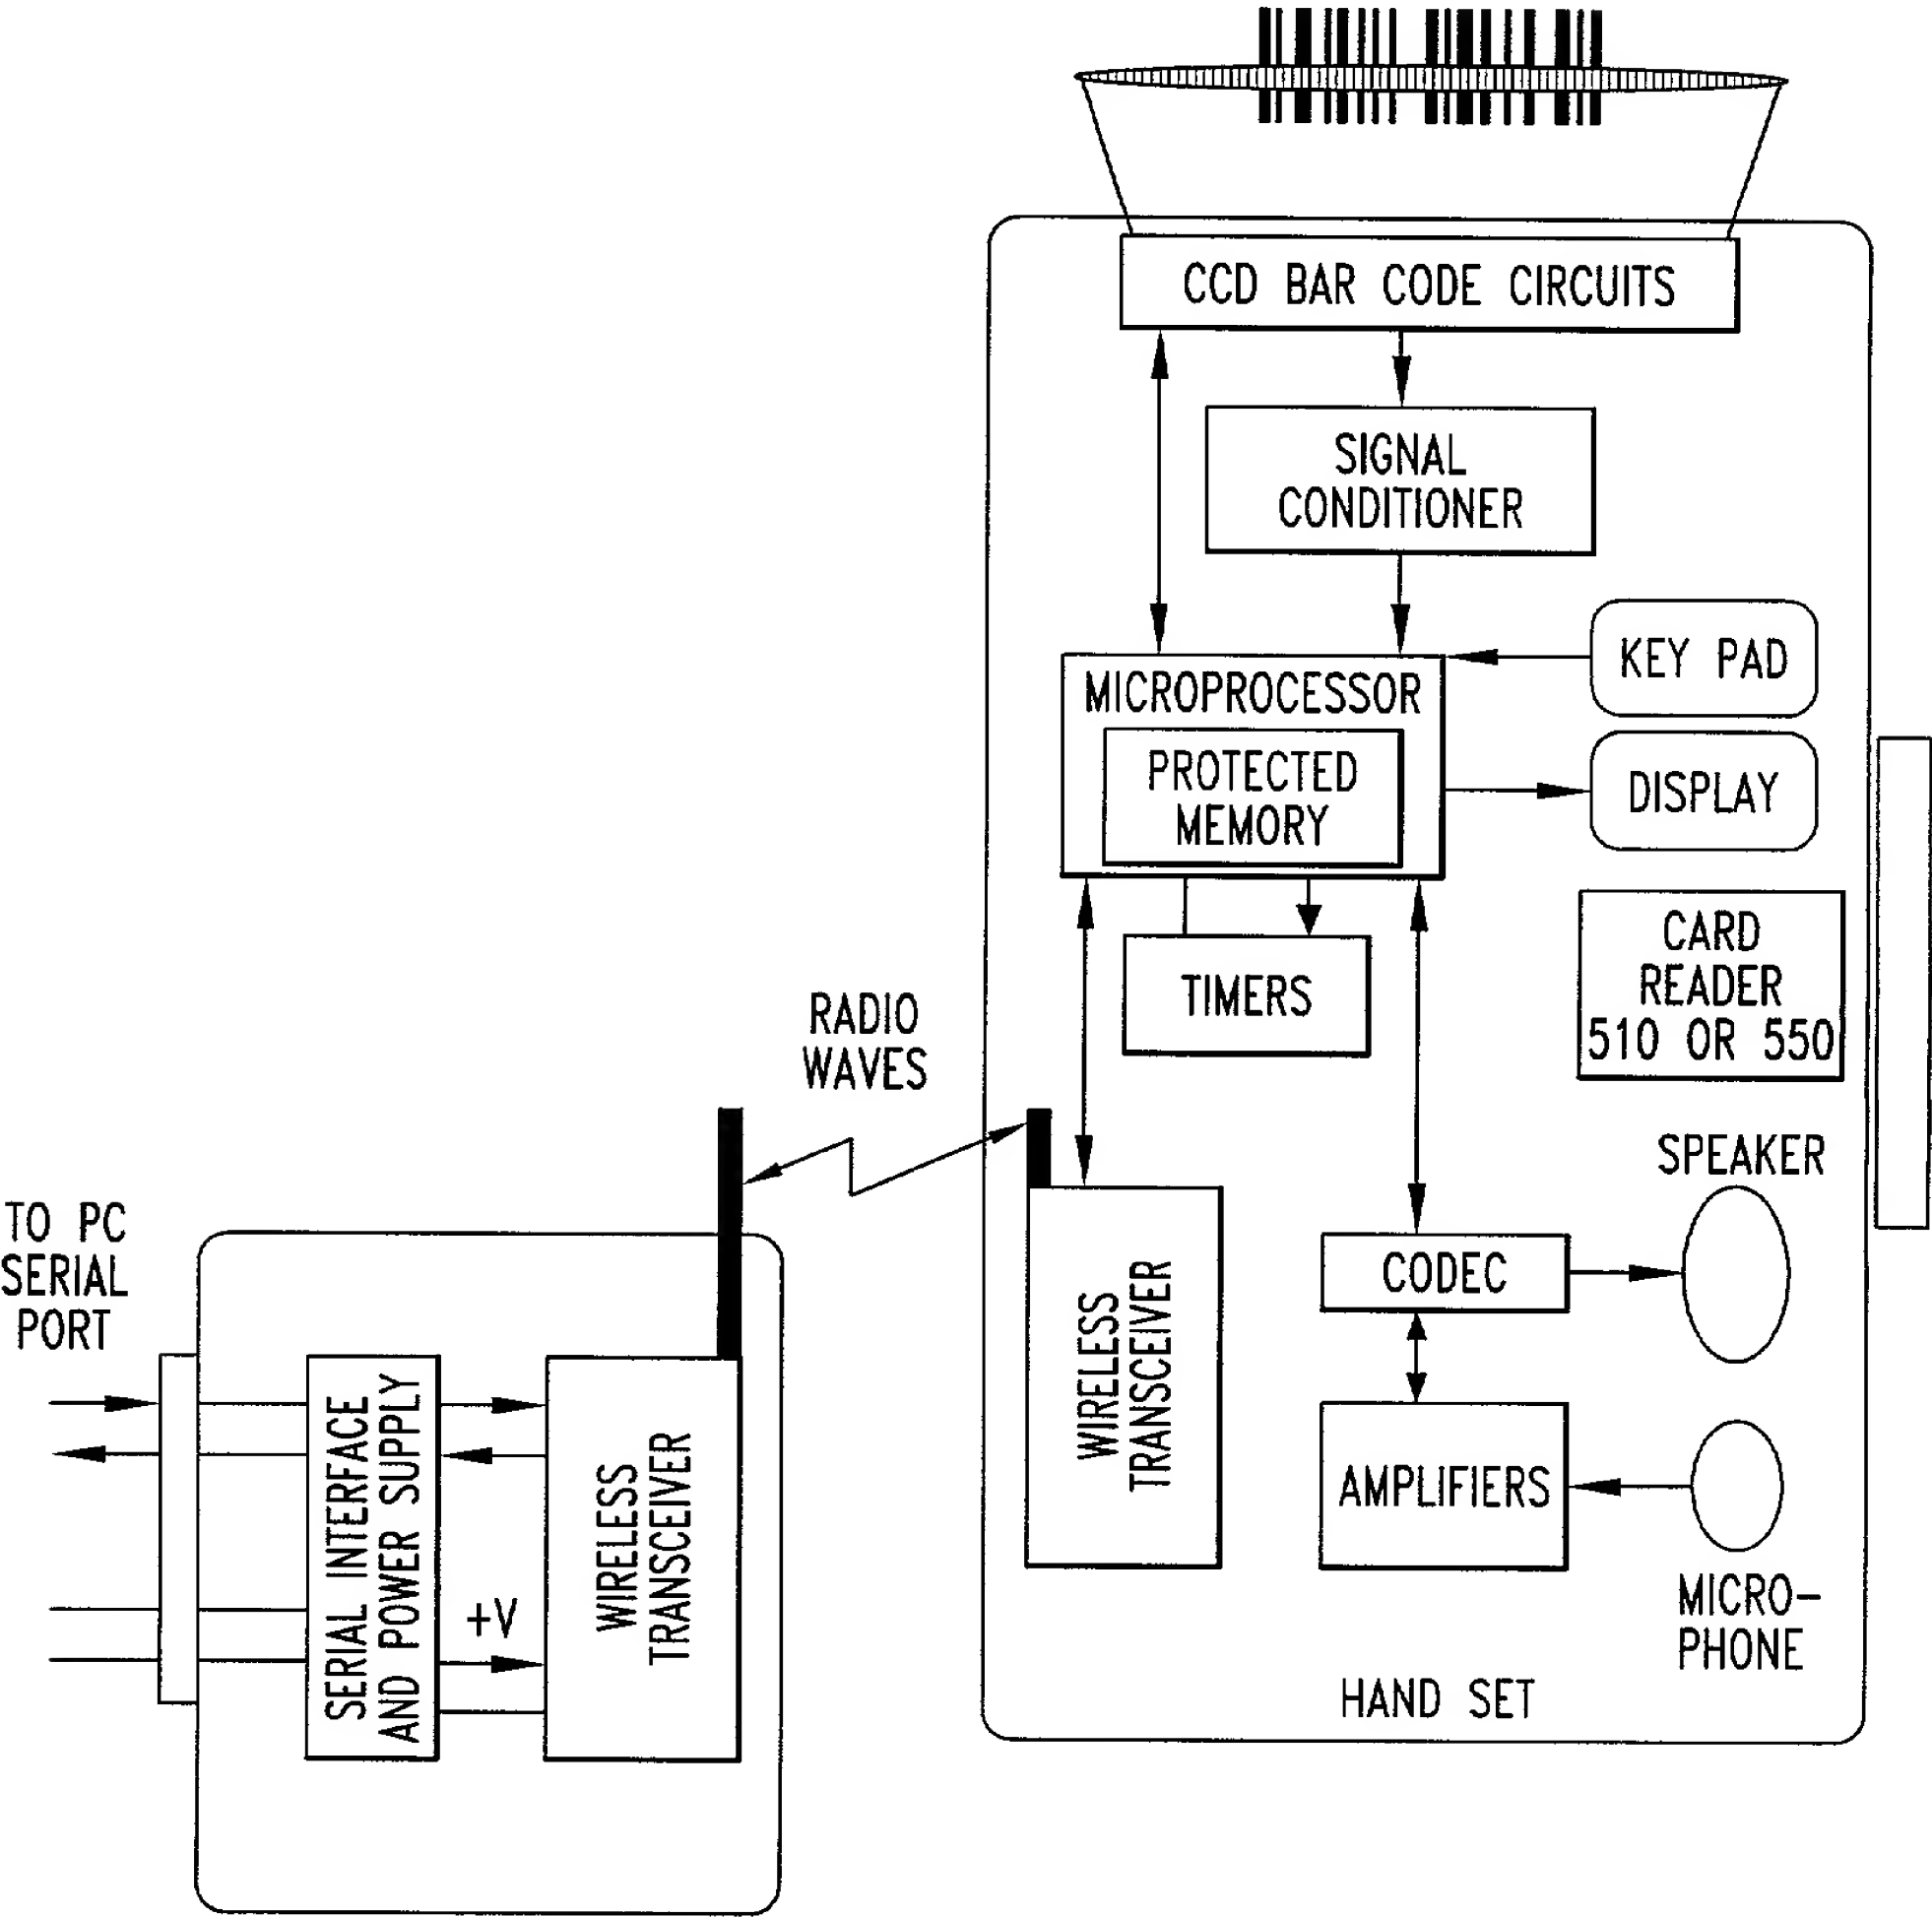 CCD BAR CODE CIRCUITS
SIGNAL
CONDITIONER
KEY PAD
MICROPROCESSOR
PROTECTED
MEMORY
DISPLAY
CARD
READER
510 OR 550
TIMERS
RADIO
WAVES
SPEAKER
TO PC
SERIAL
PORT
CODEC
WIRELESS
TRANSCEIVER
AMPLIFIERS
MICRO-
PHONE
HAND SET
SERIAL INTERFACE
AND POWER SUPPLY
+V
WIRELESS
TRANSCEIVER